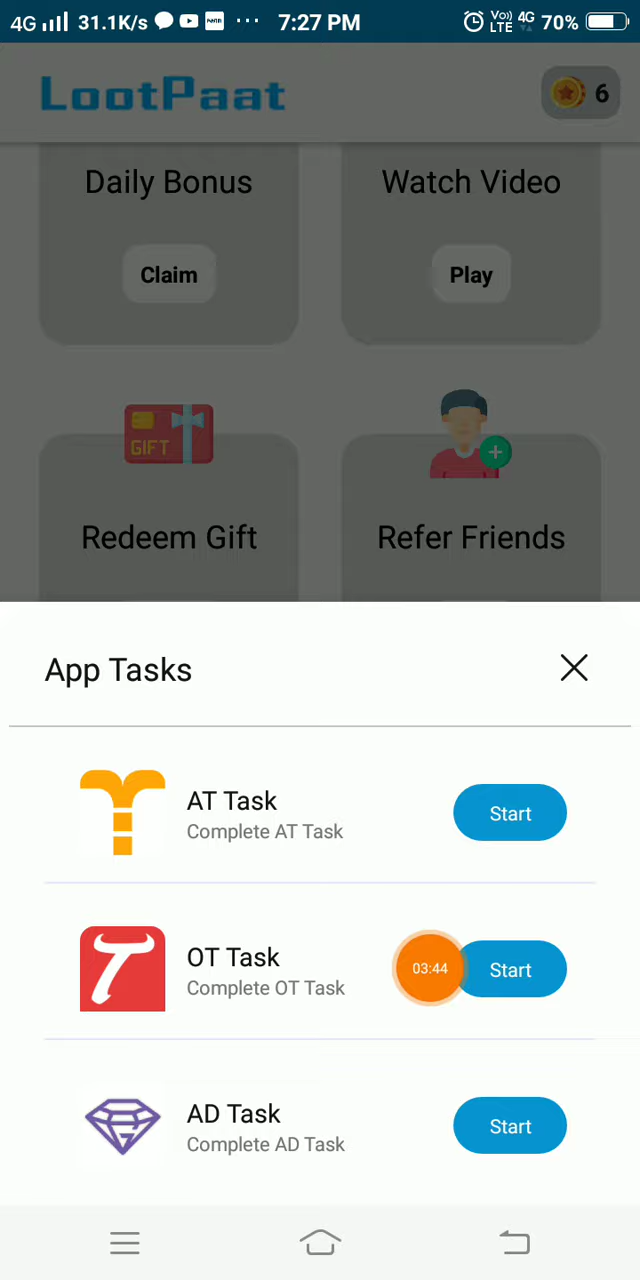 4G 31.1K/s ... 7:27 PM Vo) LTE 4G 70%
LootPaat 6
Daily Bonus Watch Video
Claim Play
GIFT
Redeem Gift Refer Friends
App Tasks
AT Task
Complete AT Task
Start
OT Task
Complete OT Task
03:44 Start
AD Task
Complete AD Task
Start